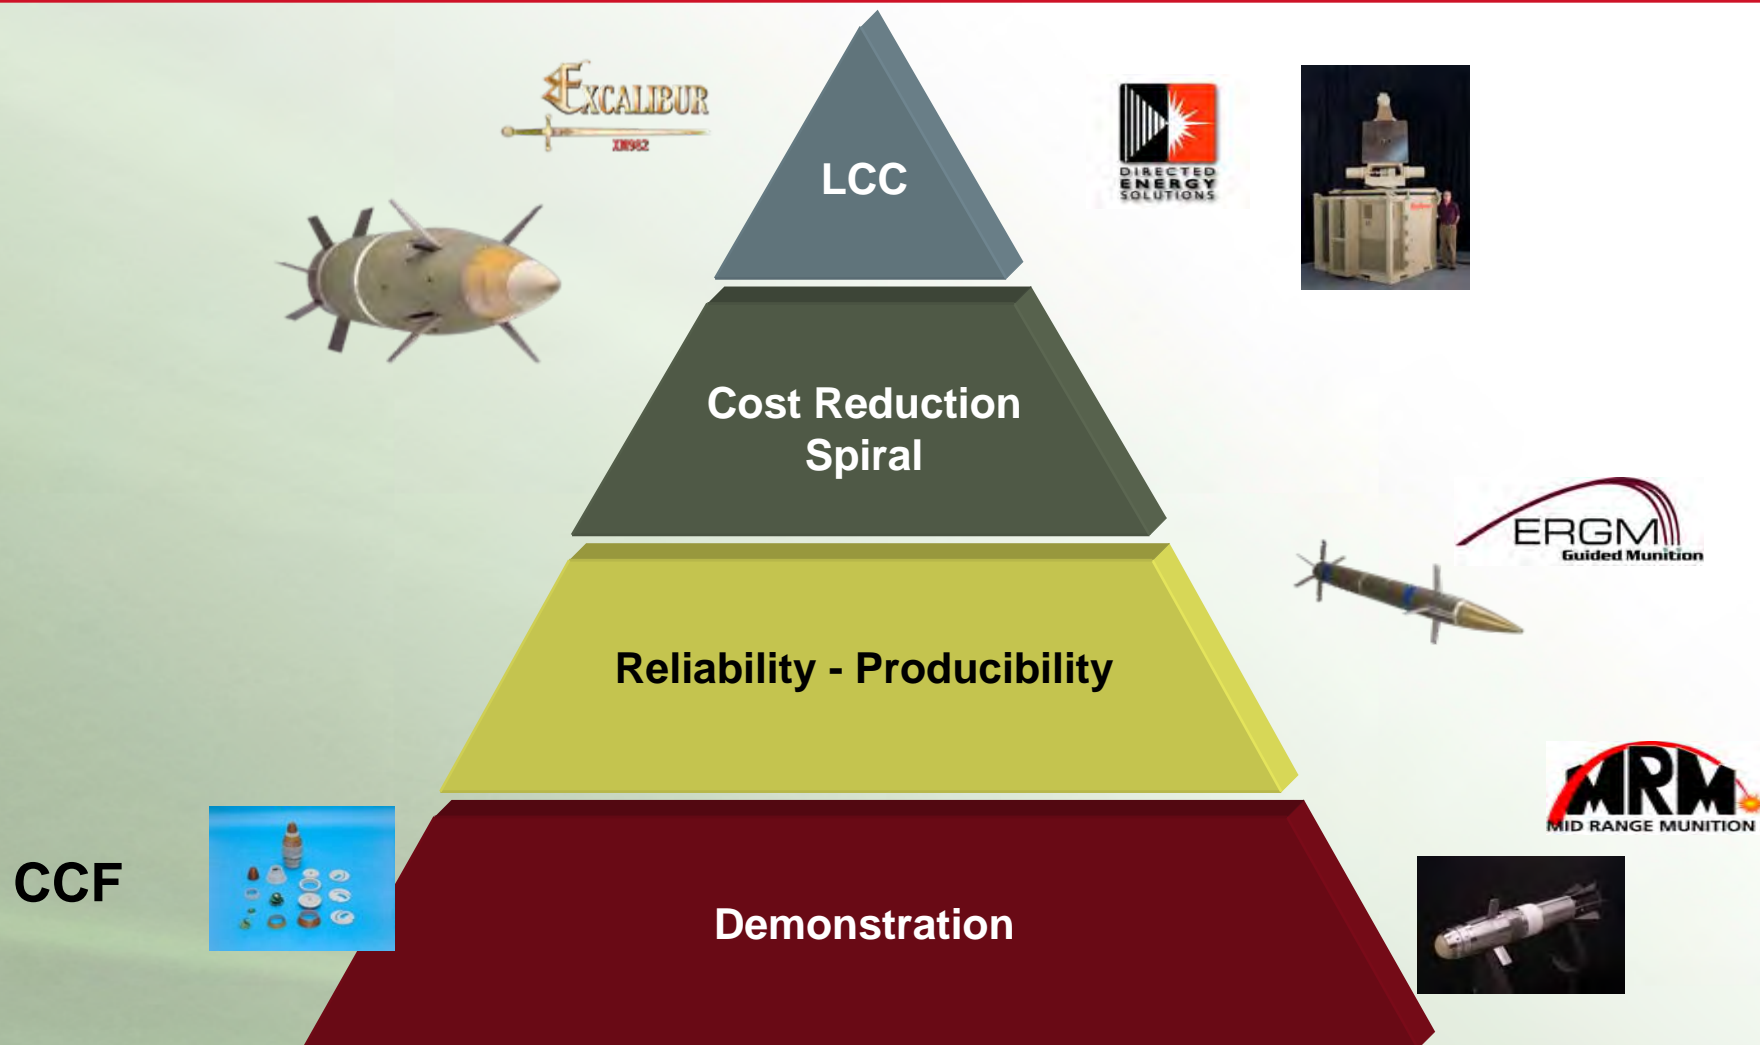 EXCALIBUR
XM982
DIRECTED
ENERGY
SOLUTIONS
LCC
Cost Reduction
Spiral
ERGM
Guided Munition
Reliability - Producibility
MRM
MID RANGE MUNITION
CCF
Demonstration